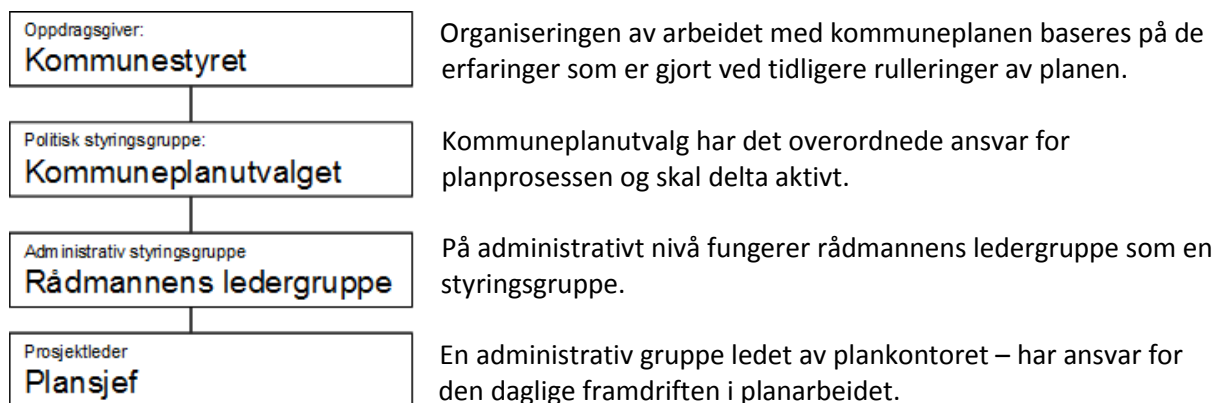 Oppdragsgiver:
Kommunestyret
Organiseringen av arbeidet med kommuneplanen baseres på de
erfaringer som er gjort ved tidligere rulleringer av planen.
Politisk styringsgruppe:
Kommuneplanutvalget
Kommuneplanutvalg har det overordnede ansvar for
planprosessen og skal delta aktivt.
Administrativ styringsgruppe
Rådmannens ledergruppe
På administrativt nivå fungerer rådmannens ledergruppe som en
styringsgruppe.
Prosjektleder
Plansjef
En administrativ gruppe ledet av plankontoret – har ansvar for
den daglige framdriften i planarbeidet.